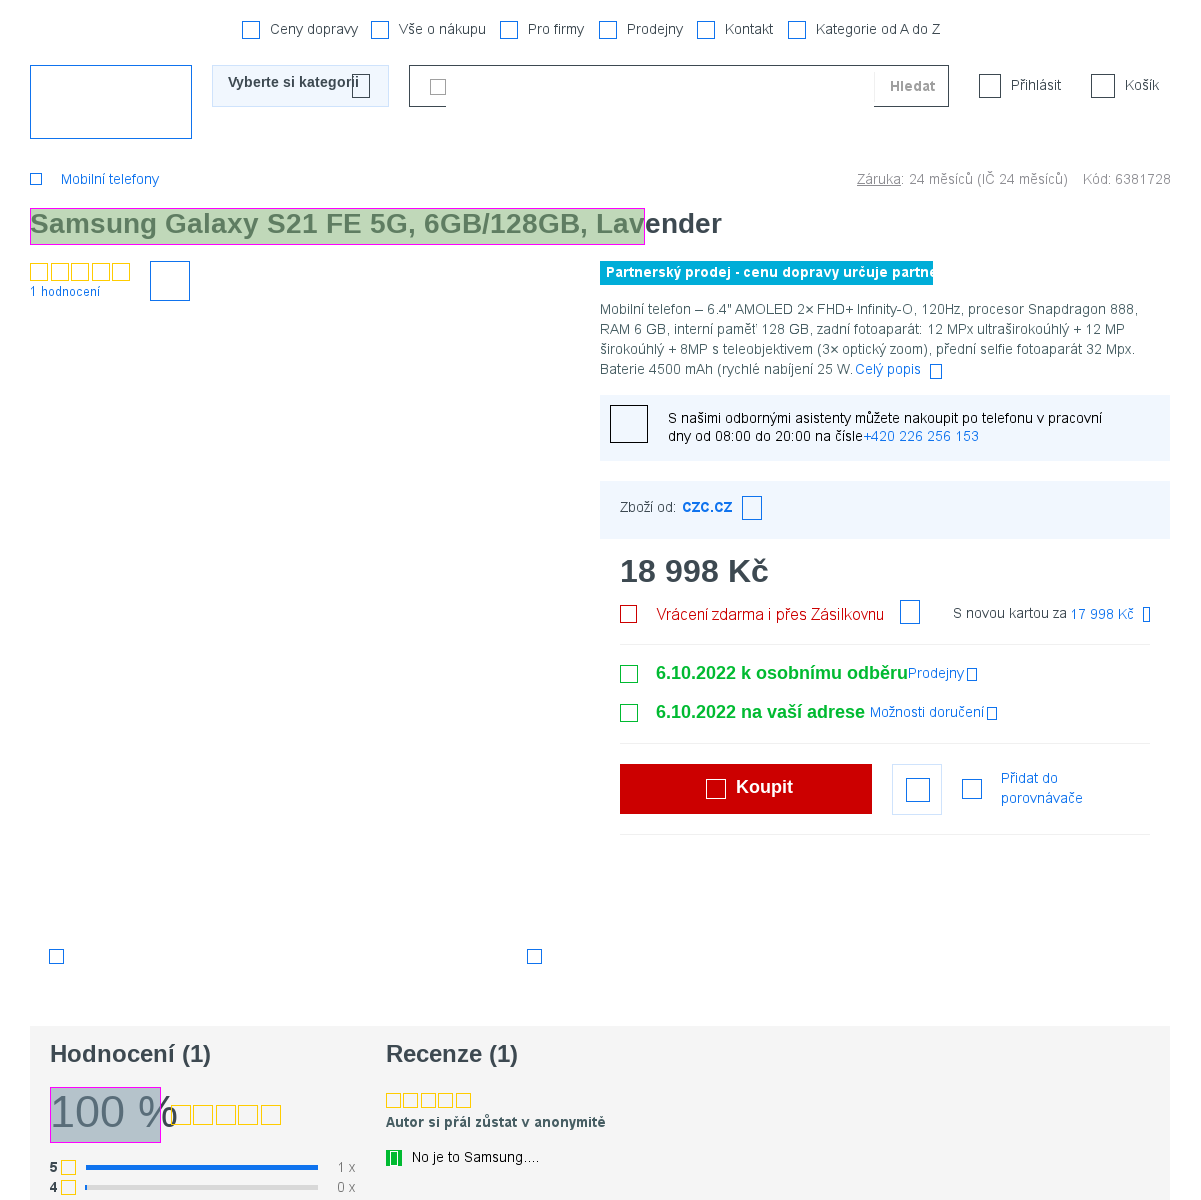 Ceny dopravy Vše o nákupu Pro firmy Prodejny Kontakt Kategorie od A do Z
Vyberte si kategorii Hledat Přihlásit Košík
Mobilní telefony Záruka: 24 měsíců (IČ 24 měsíců) Kód: 6381728
Samsung Galaxy S21 FE 5G, 6GB/128GB, Lavender
1 hodnocení
Partnerský prodej - cenu dopravy určuje
Mobilní telefon – 6.4" AMOLED 2× FHD+ Infinity-O, 120Hz, procesor Snapdragon 888,
RAM 6 GB, interní paměť 128 GB, zadní fotoaparát: 12 MPx ultraširokoúhlý + 12 MP
širokoúhlý + 8MP s teleobjektivem (3× optický zoom), přední selfie fotoaparát 32 Mpx.
Baterie 4500 mAh (rychlé nabíjení 25 W. Celý popis
S našimi odbornými asistenty můžete nakoupit po telefonu v pracovní
dny od 08:00 do 20:00 na čísle +420 226 256 153
Zboží od: czc.cz
18 998 Kč
Vrácení zdarma i přes Zásilkovnu S novou kartou za 17 998 Kč
6.10.2022 k osobnímu odběru Prodejny
6.10.2022 na vaší adrese Možnosti doručení
Koupit Přidat do
porovnávače
Hodnocení (1)
100 %
5 1 x
4 0 x
Recenze (1)
Autor si přál zůstat v anonymitě
No je to Samsung....